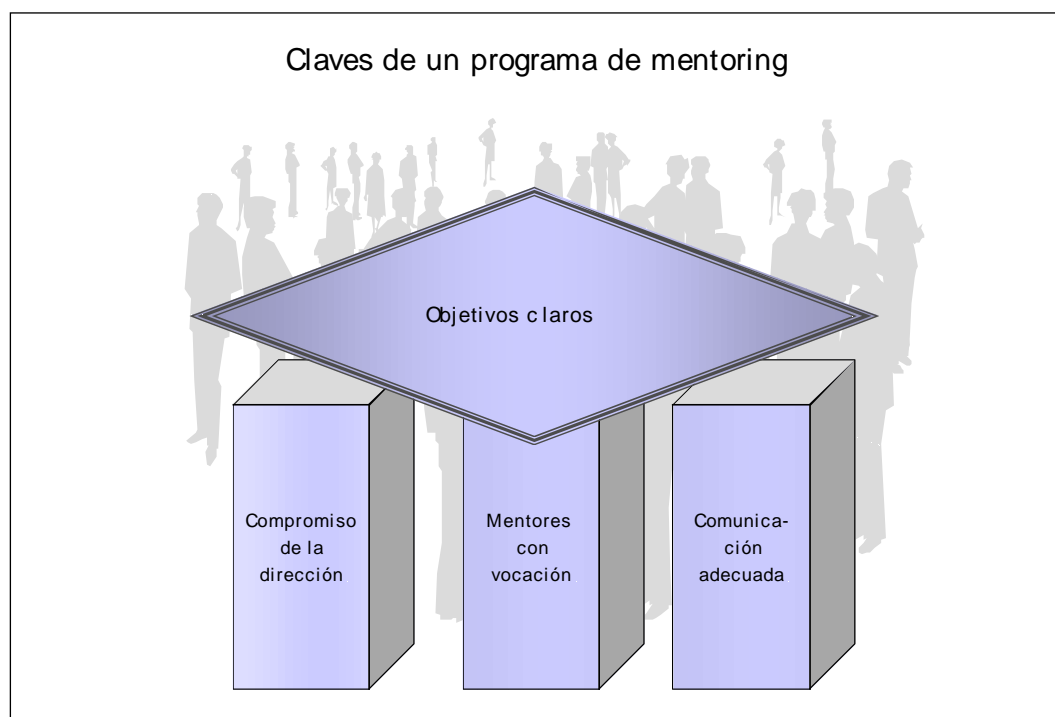 Claves de un programa de mentoring
Objetivos claros
Compromiso
de la
dirección
Mentores
con
vocación
Comunica-
ción
adecuada